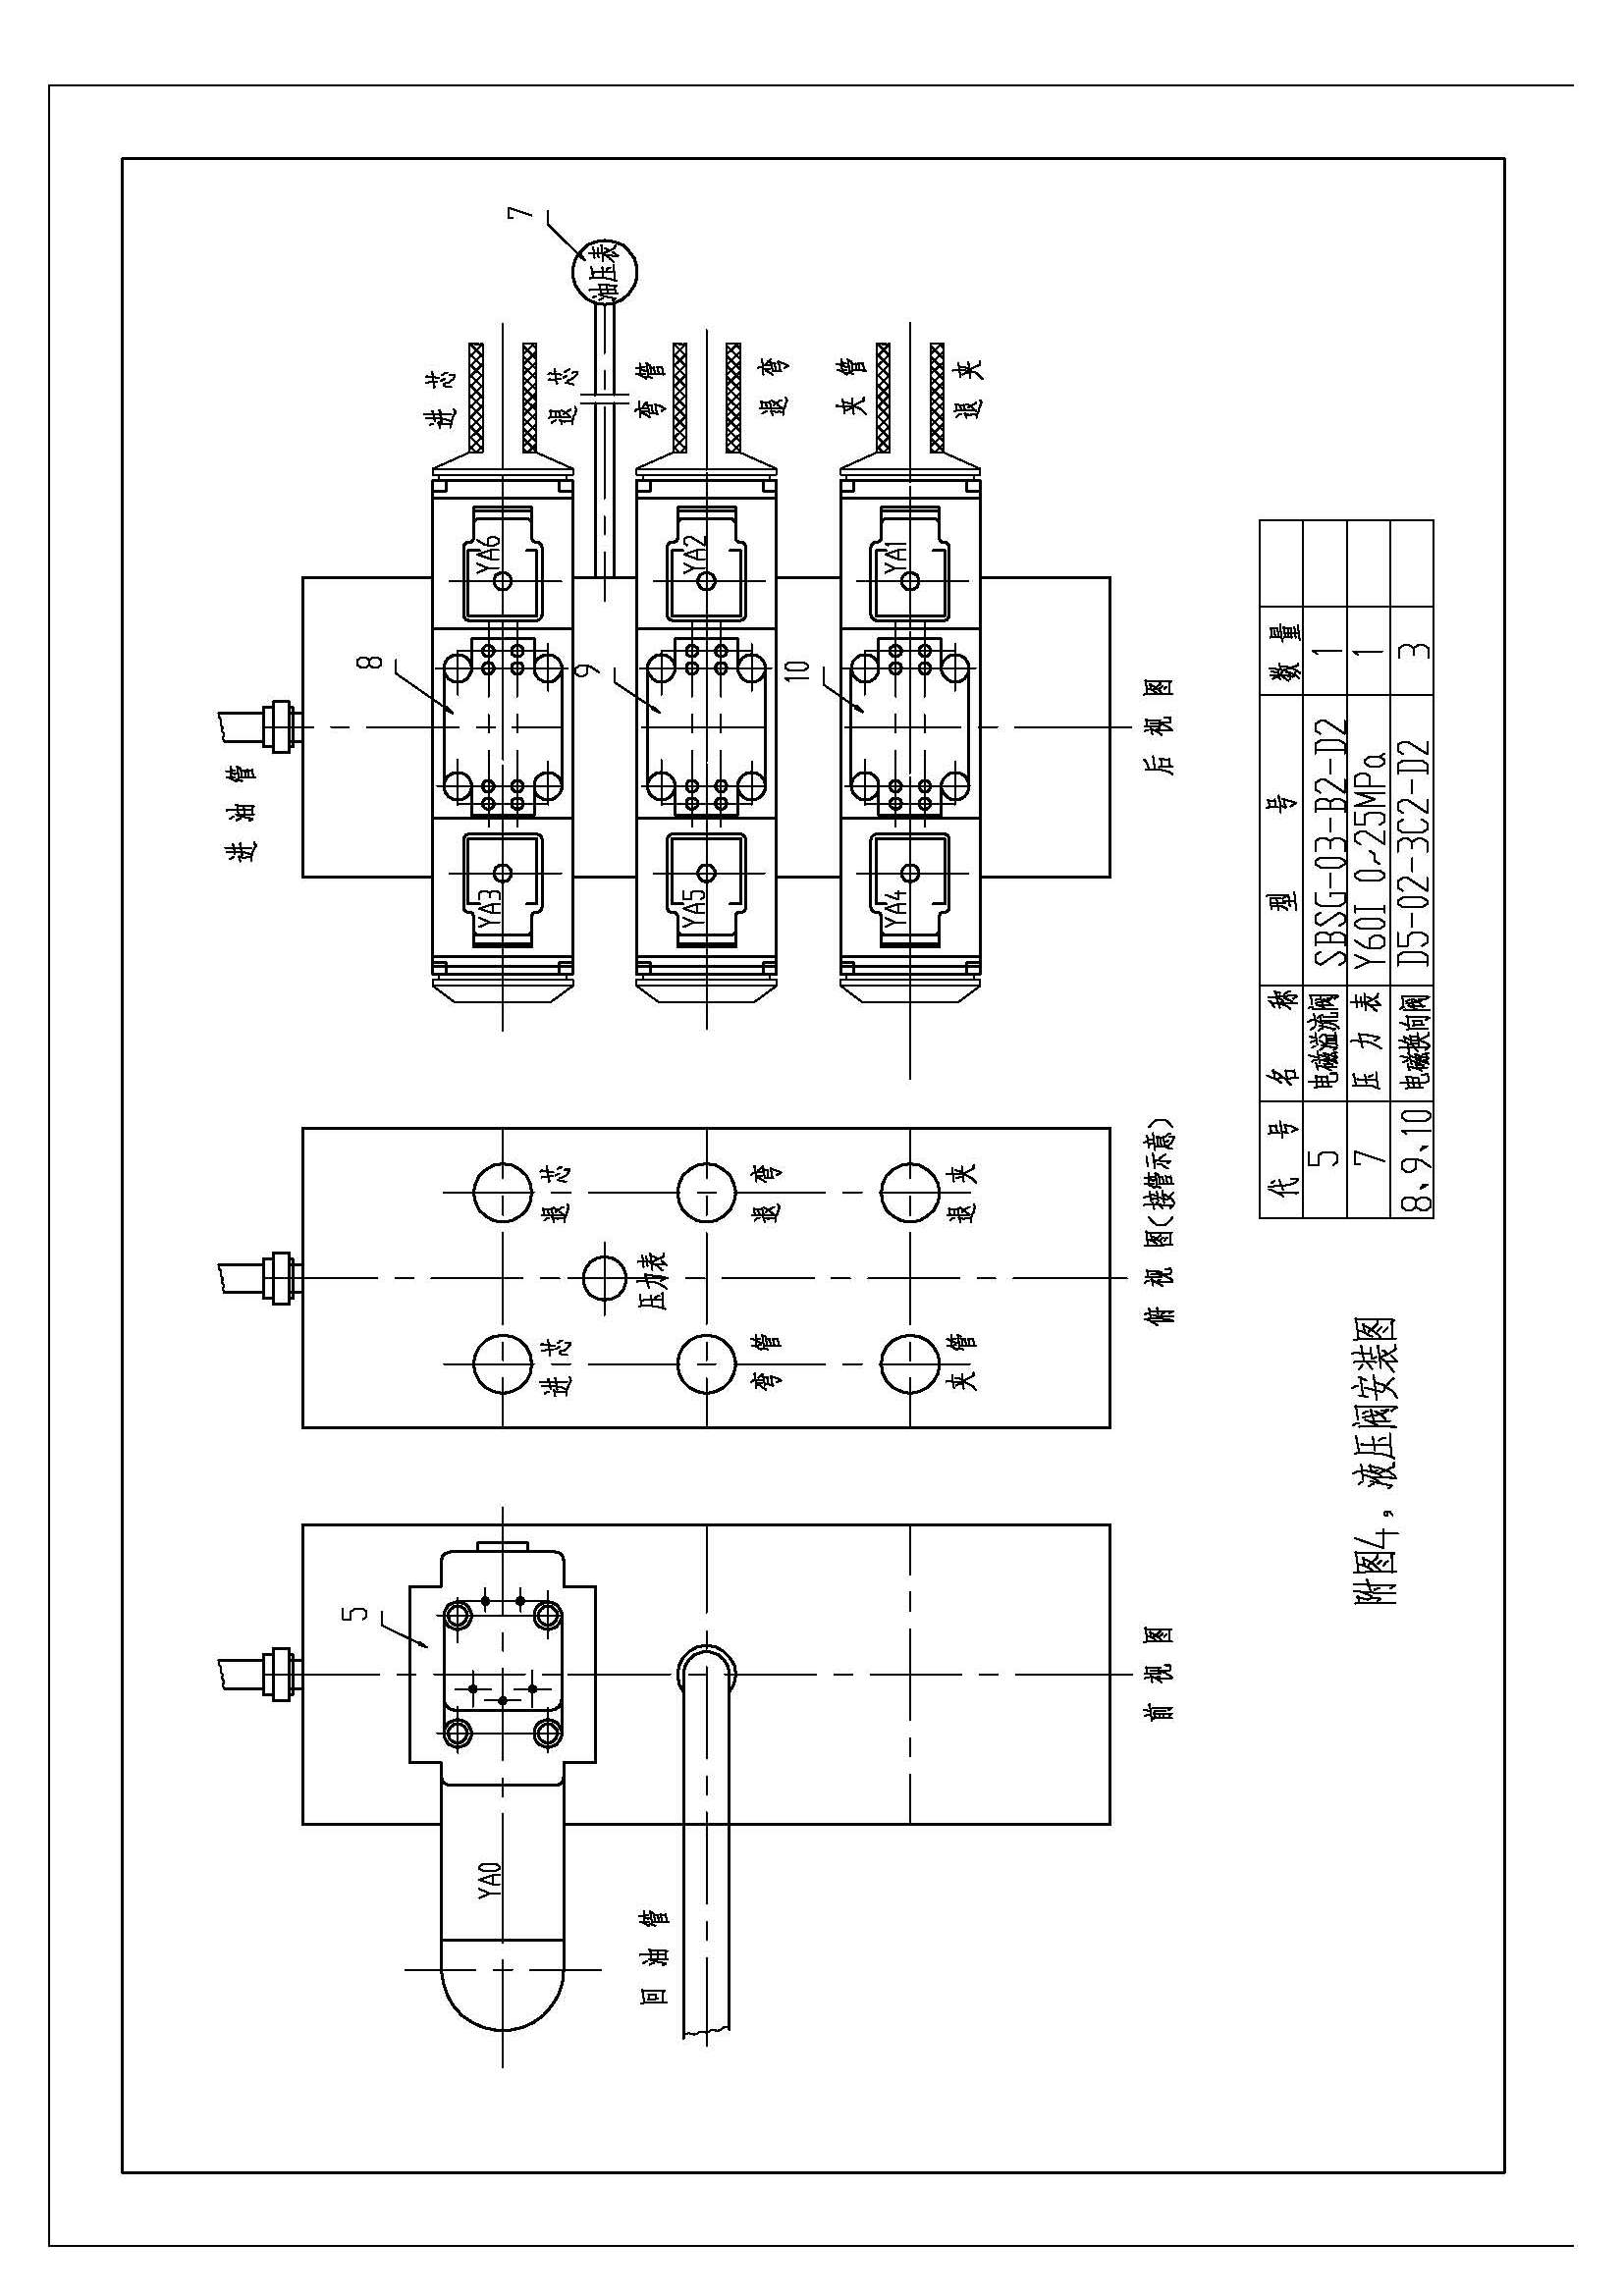 前 视 图
5
YA0
回 油 管
俯 视 图(接管示意)
进 芯
退 芯
压力表
弯 管
退 弯
夹 管
退 夹
后 视 图
进 油 管
8
9
10
7
油压表
YA3
YA6
YA5
YA2
YA4
YA1
进 芯
退 芯
弯 管
退 弯
夹 管
退 夹
代 号 名 称 型 号 数 量
5 电磁溢流阀 SBSG-03-B2-D2 1
7 压 力 表 Y60I 0~25MPa 1
8、9、10 电磁换向阀 D5-02-3C2-D2 3
附图4，液压阀安装图